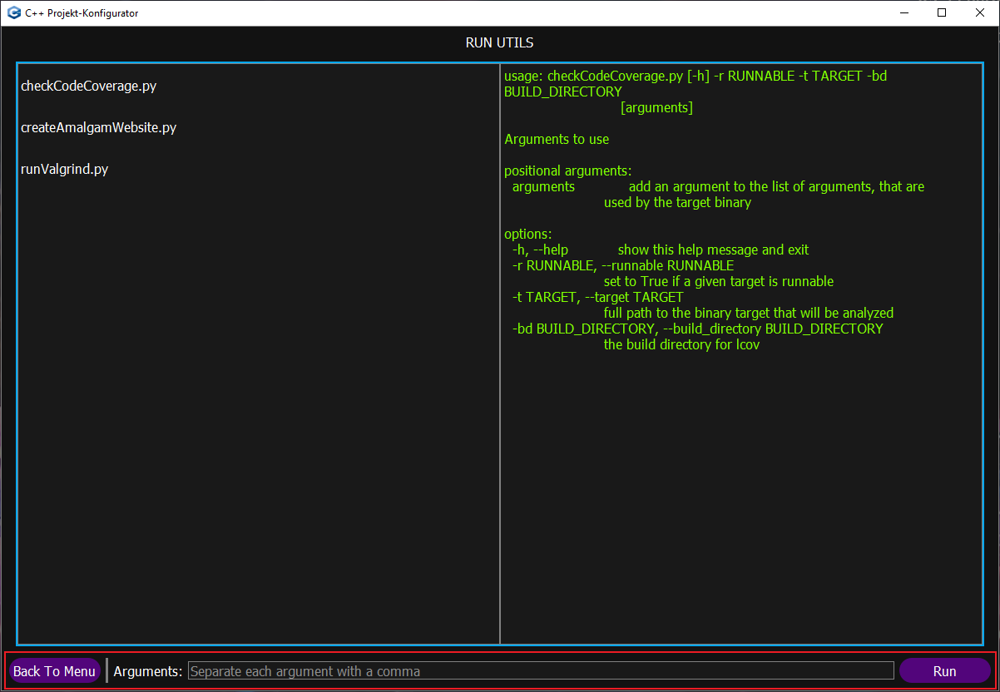 C++ Projekt-Konfigurator
RUN UTILS
checkCodeCoverage.py
createAmalgamWebsite.py
runValgrind.py
usage: checkCodeCoverage.py [-h] -r RUNNABLE -t TARGET -bd
BUILD_DIRECTORY
[arguments]
Arguments to use
positional arguments:
arguments add an argument to the list of arguments, that are
used by the target binary
options:
-h, --help show this help message and exit
-r RUNNABLE, --runnable RUNNABLE
set to True if a given target is runnable
-t TARGET, --target TARGET
full path to the binary target that will be analyzed
-bd BUILD_DIRECTORY, --build_directory BUILD_DIRECTORY
the build directory for lcov
Back To Menu Arguments: Separate each argument with a comma Run